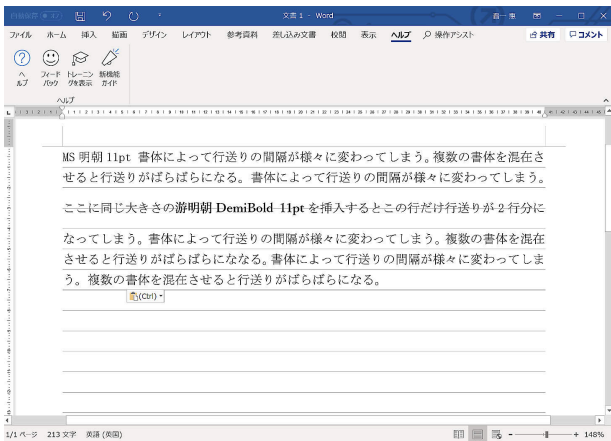 文書 1 - Word
ファイル ホーム 挿入 描画 デザイン レイアウト 参考資料 差し込み文書 校閲 表示 ヘルプ 操作アシスト 共有 コメント
ヘルプ フィードバック トレーニングを表示 新機能ガイド
ヘルプ
MS 明朝 11pt 書体によって行送りの間隔が様々に変わってしまう。複数の書体を混在さ
せると行送りがばらばらになる。書体によって行送りの間隔が様々に変わってしまう。
ここに同じ大きさの游明朝 DemiBold 11pt を挿入するとこの行だけ行送りが 2 行分に
なってしまう。書体によって行送りの間隔が様々に変わってしまう。複数の書体を混在
させると行送りがばらばらにななる。書体によって行送りの間隔が様々に変わってしま
う。複数の書体を混在させると行送りがばらばらになる。
(Ctrl)
1/1 ページ 213 文字 英語 (英国) 148%